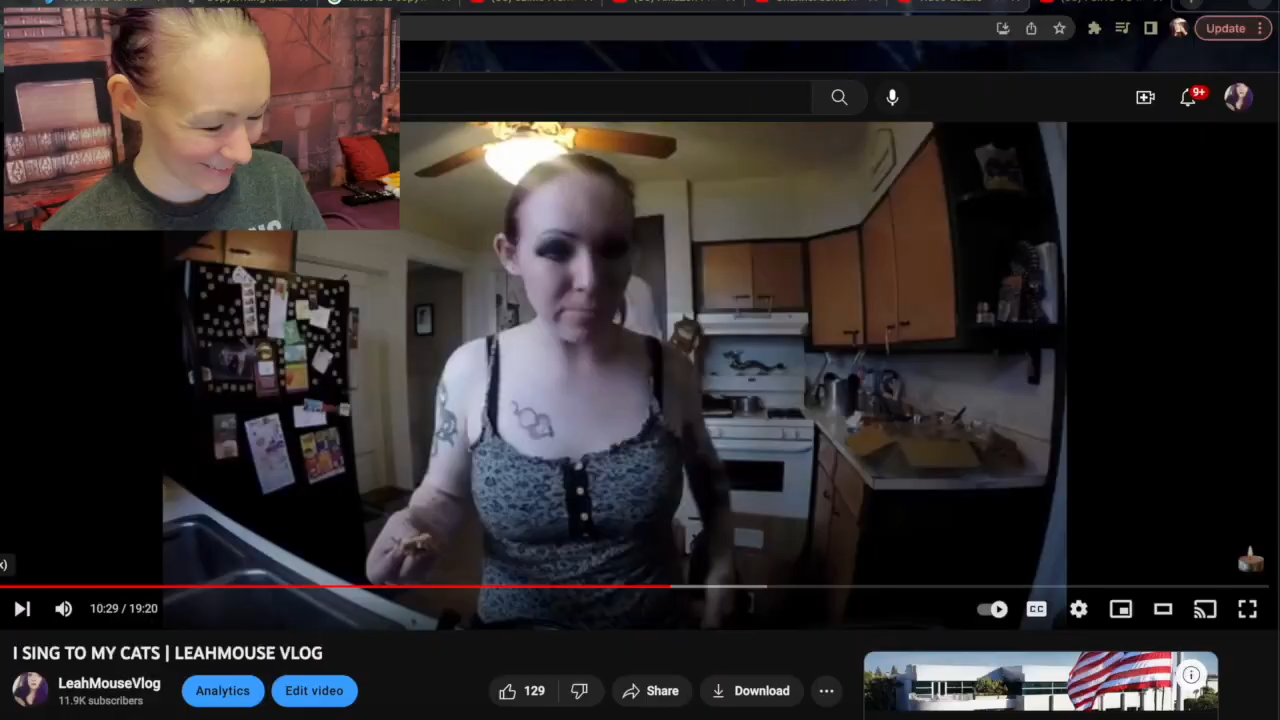 Update
9+
10:29 / 19:20
CC
I SING TO MY CATS | LEAHMOUSE VLOG
LeahMouseVlog
11.9K subscribers
Analytics
Edit video
129
Share
Download